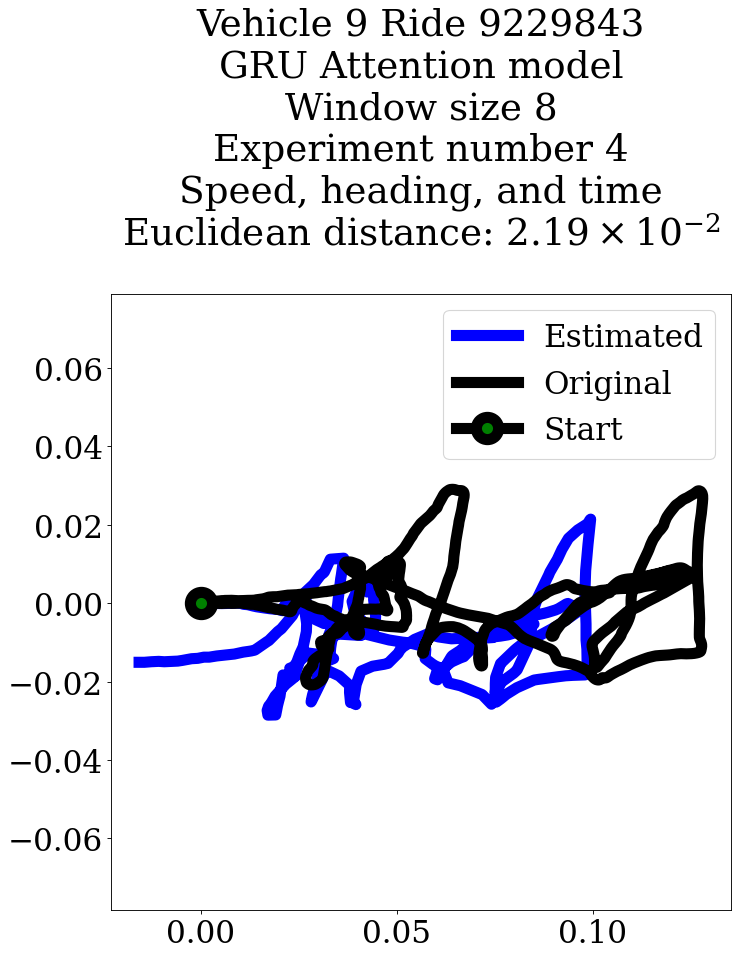 Vehicle 9 Ride 9229843
GRU Attention model
Window size 8
Experiment number 4
Speed, heading, and time
Euclidean distance: 2.19 × 10⁻²
Estimated
Original
Start
0.06
0.04
0.02
0.00
−0.02
−0.04
−0.06
0.00 0.05 0.10